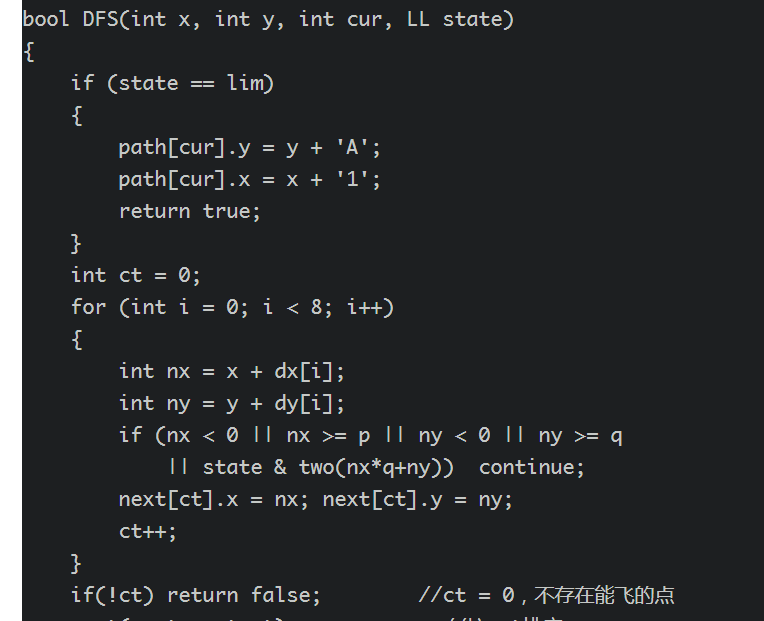 bool DFS(int x, int y, int cur, LL state)
{
    if (state == lim)
    {
        path[cur].y = y + 'A';
        path[cur].x = x + '1';
        return true;
    }
    int ct = 0;
    for (int i = 0; i < 8; i++)
    {
        int nx = x + dx[i];
        int ny = y + dy[i];
        if (nx < 0 || nx >= p || ny < 0 || ny >= q
            || state & two(nx*q+ny))  continue;
        next[ct].x = nx; next[ct].y = ny;
        ct++;
    }
    if(!ct) return false;        //ct = 0，不存在能飞的点